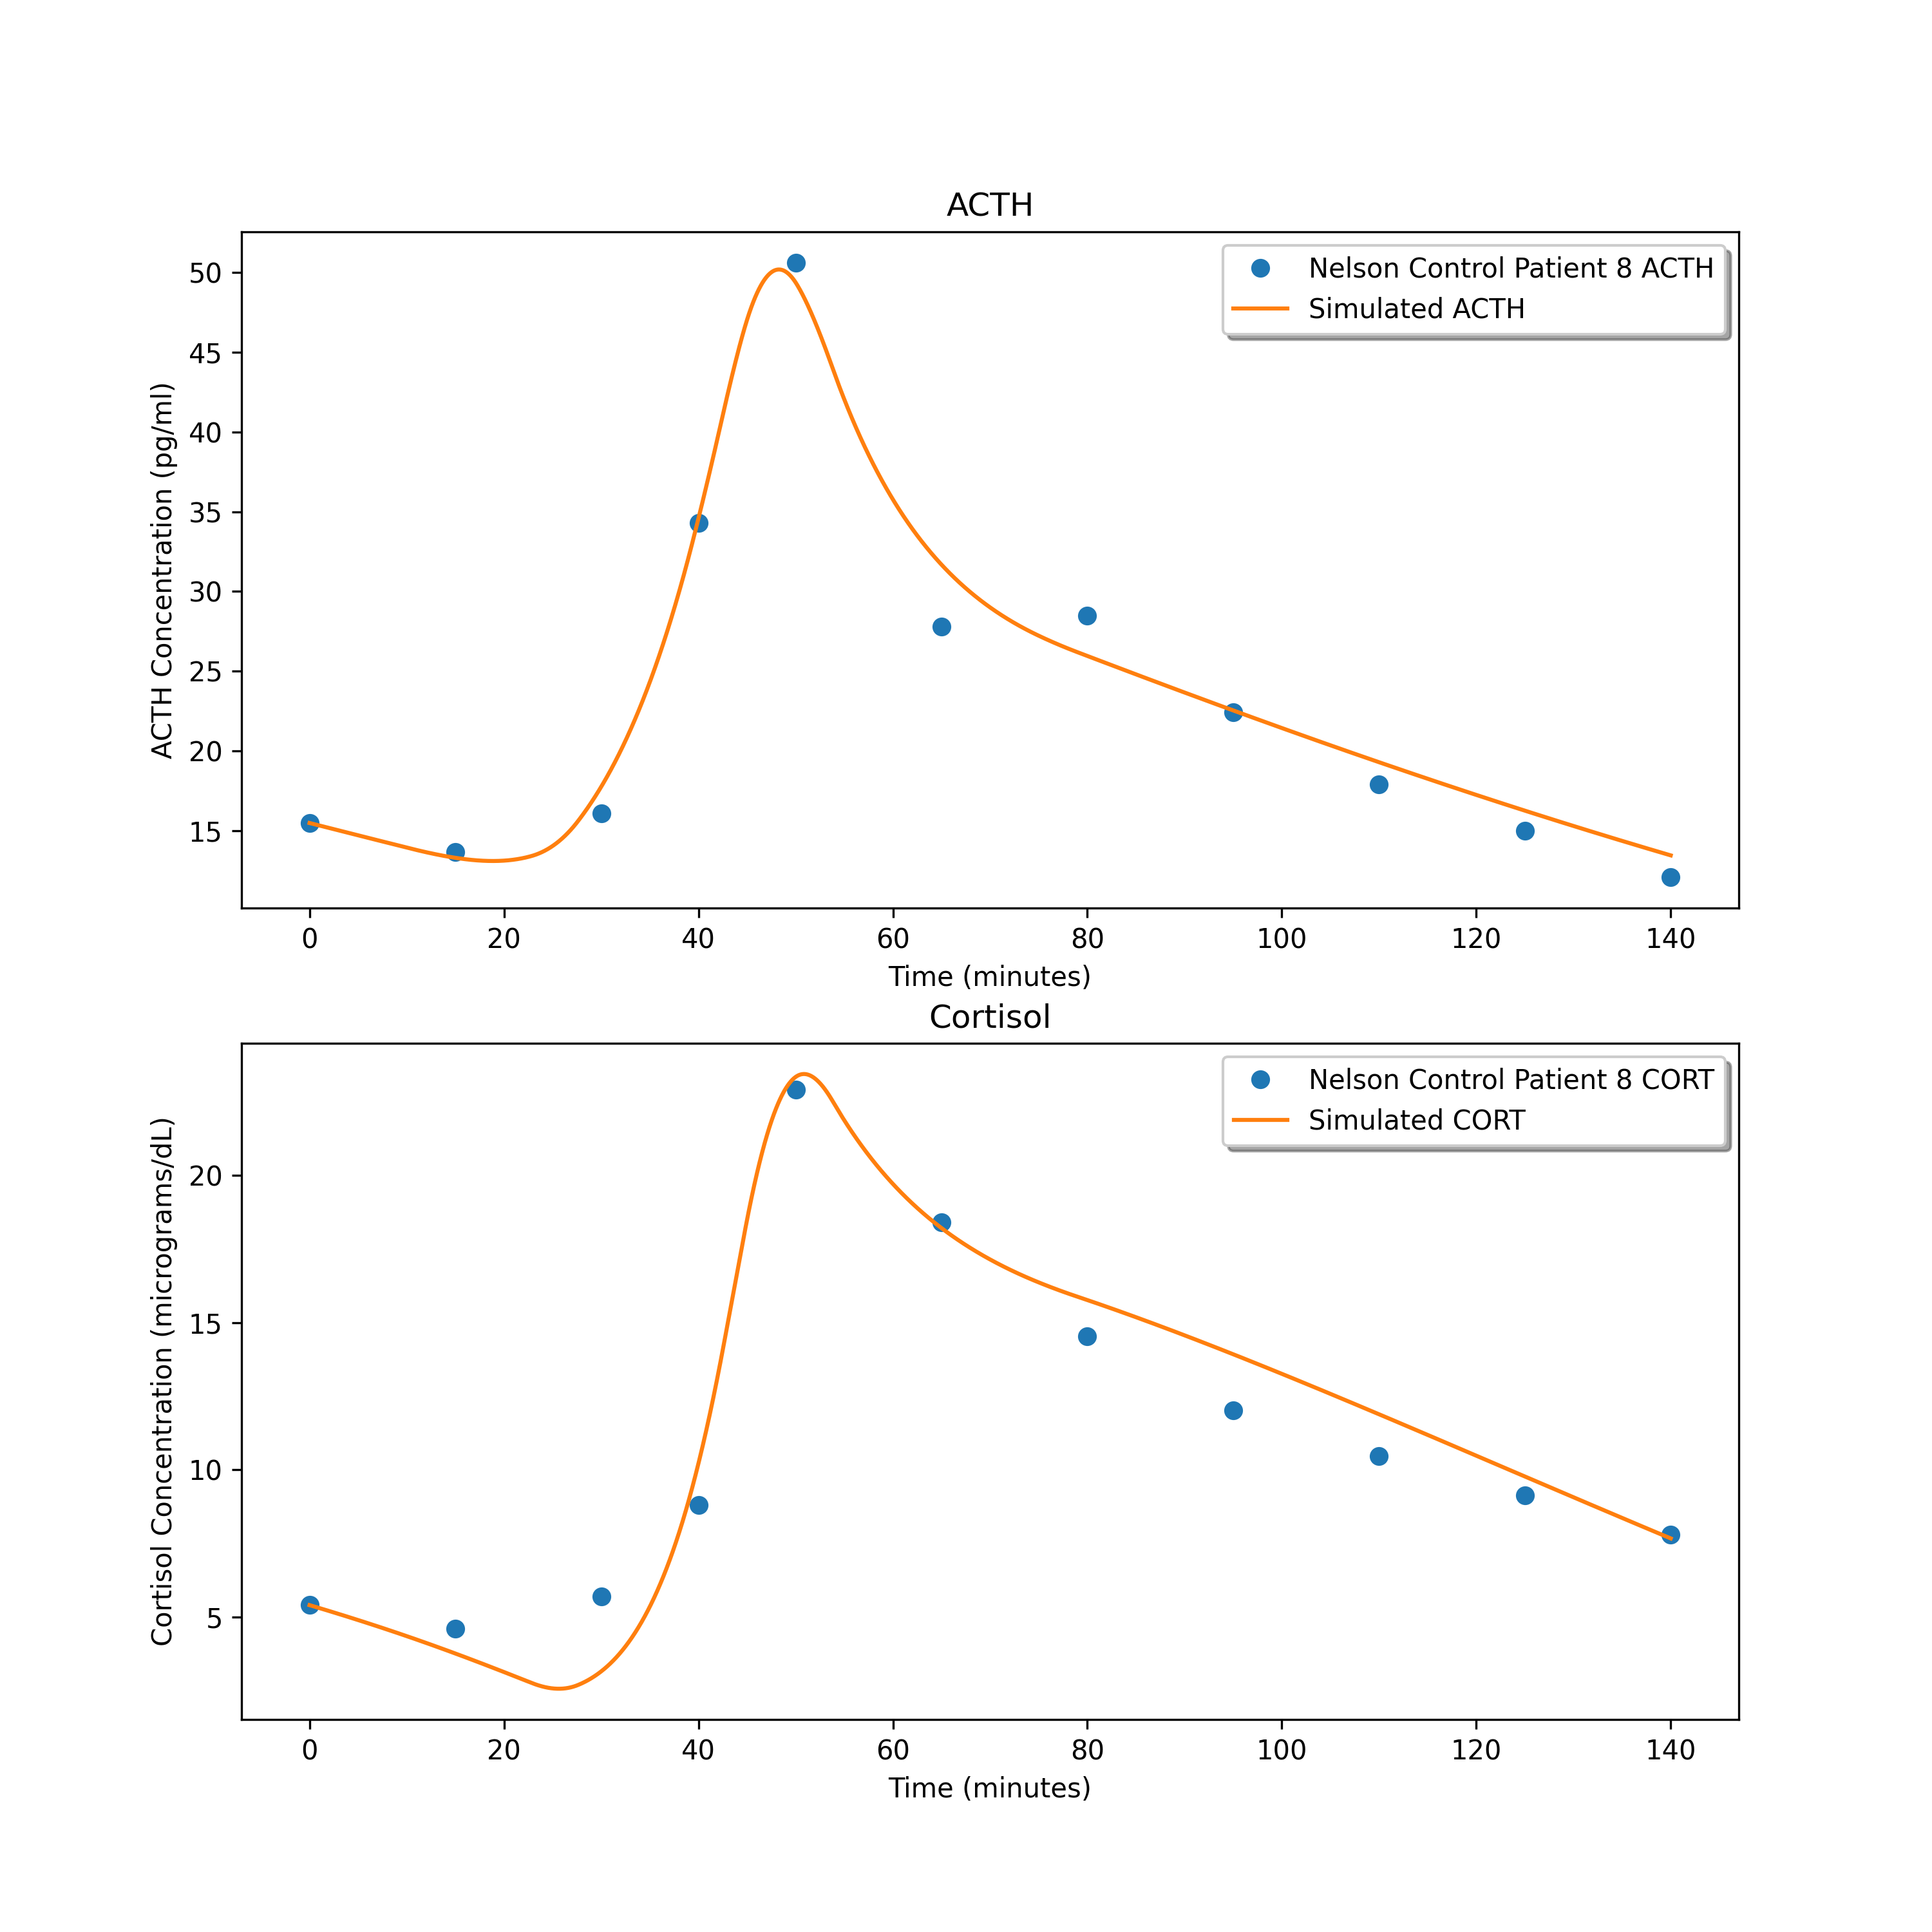 ACTH
Nelson Control Patient 8 ACTH
Simulated ACTH
ACTH Concentration (pg/ml)
50
45
40
35
30
25
20
15
0 20 40 60 80 100 120 140
Time (minutes)
Cortisol
Nelson Control Patient 8 CORT
Simulated CORT
Cortisol Concentration (micrograms/dL)
20
15
10
5
0 20 40 60 80 100 120 140
Time (minutes)